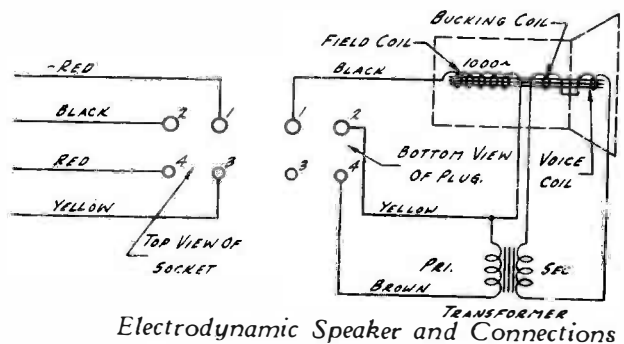 BUCKING COIL
FIELD COIL
1000~
RED
BLACK
BLACK
2
1
1
2
RED
4
3
3
4
BOTTOM VIEW
OF PLUG.
VOICE
COIL
YELLOW
YELLOW
TOP VIEW OF
SOCKET
PRI.
SEC
BROWN
TRANSFORMER
Electrodynamic Speaker and Connections